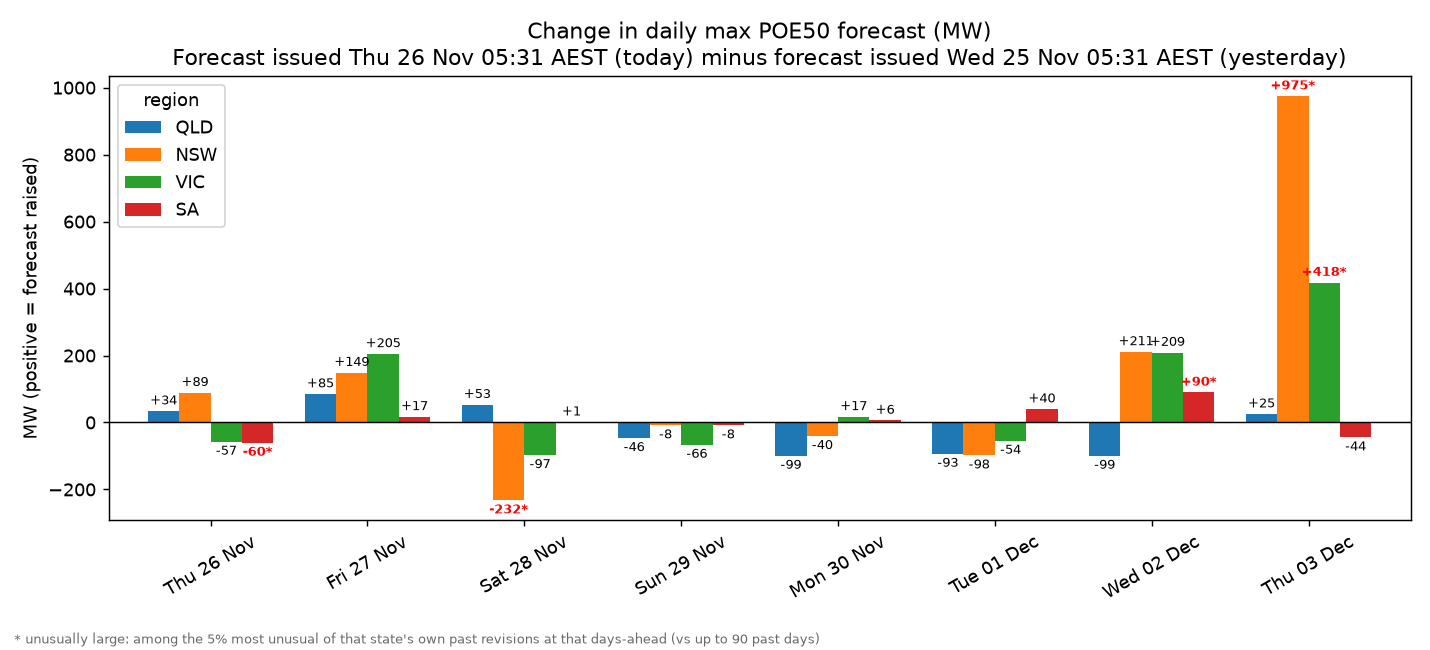 Change in daily max POE50 forecast (MW)
Forecast issued Thu 26 Nov 05:31 AEST (today) minus forecast issued Wed 25 Nov 05:31 AEST (yesterday)
MW (positive = forecast raised)
1000
800
600
400
200
0
−200
region
QLD
NSW
VIC
SA
+34
+89
-57
-60*
+85
+149
+205
+17
+53
-232*
-97
+1
-46
-8
-66
-8
-99
-40
+17
+6
-93
-98
-54
+40
-99
+211
+209
+90*
+25
+975*
+418*
-44
Thu 26 Nov
Fri 27 Nov
Sat 28 Nov
Sun 29 Nov
Mon 30 Nov
Tue 01 Dec
Wed 02 Dec
Thu 03 Dec
* unusually large: among the 5% most unusual of that state's own past revisions at that days-ahead (vs up to 90 past days)